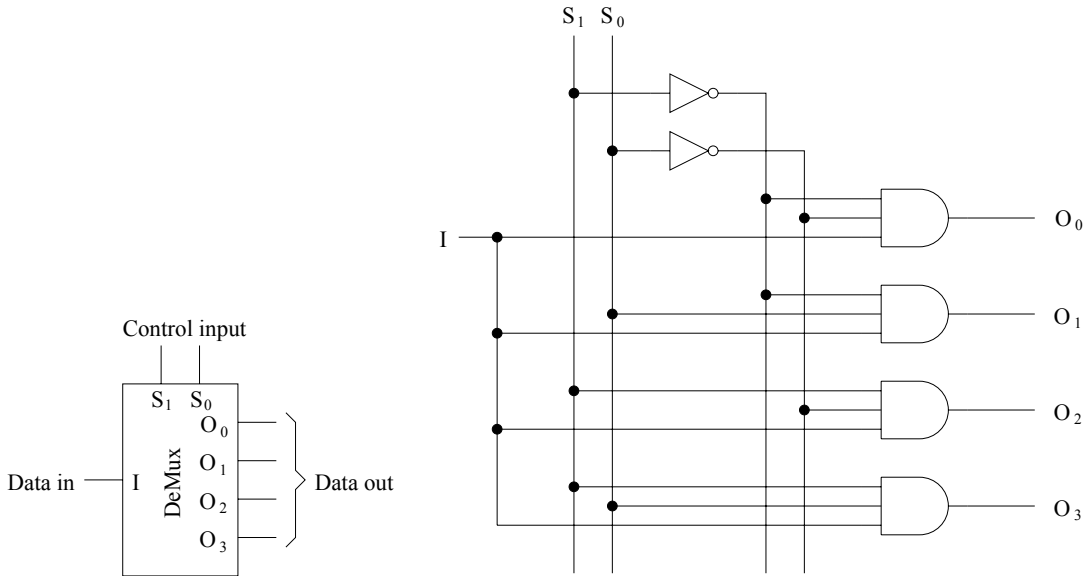 S1 S0
I
O0
O1
O2
O3
Control input
S1 S0
O0
O1
O2
O3
I
DeMux
Data in
Data out